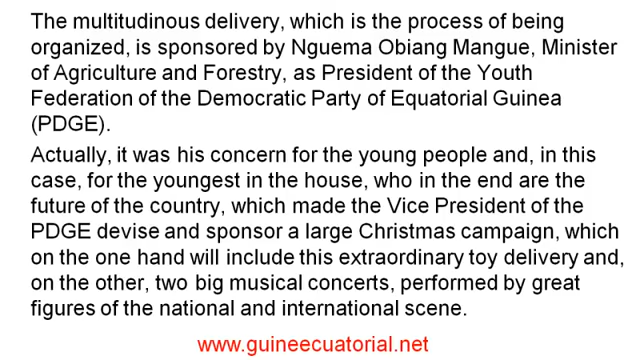 The multitudinous delivery, which is the process of being
organized, is sponsored by Nguema Obiang Mangue, Minister
of Agriculture and Forestry, as President of the Youth
Federation of the Democratic Party of Equatorial Guinea
(PDGE).
Actually, it was his concern for the young people and, in this
case, for the youngest in the house, who in the end are the
future of the country, which made the Vice President of the
PDGE devise and sponsor a large Christmas campaign, which
on the one hand will include this extraordinary toy delivery and,
on the other, two big musical concerts, performed by great
figures of the national and international scene.
www.guineecuatorial.net